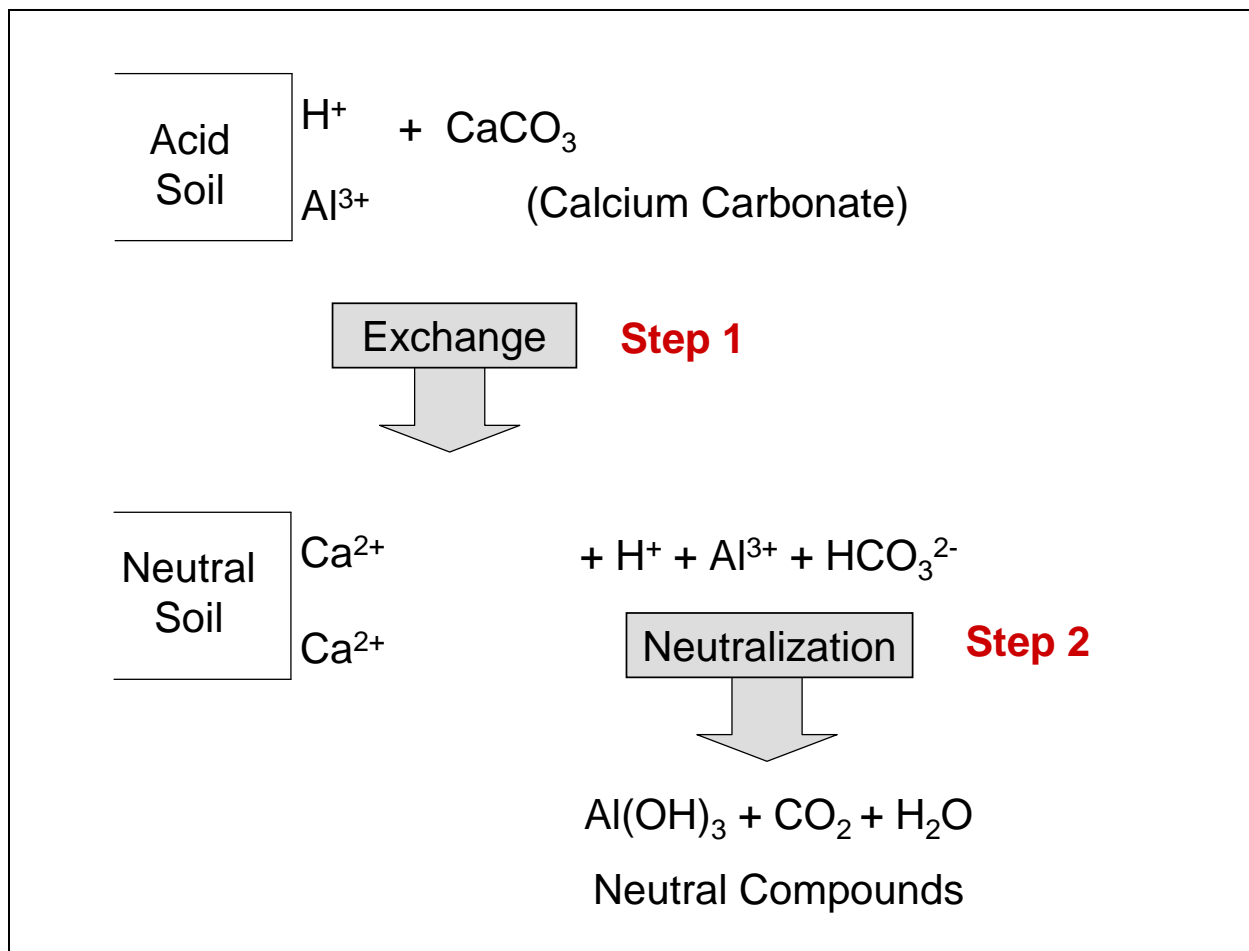 Acid
Soil
H⁺
Al³⁺
+ CaCO₃
(Calcium Carbonate)
Exchange
Step 1
Neutral
Soil
Ca²⁺
Ca²⁺
+ H⁺ + Al³⁺ + HCO₃²⁻
Neutralization
Step 2
Al(OH)₃ + CO₂ + H₂O
Neutral Compounds